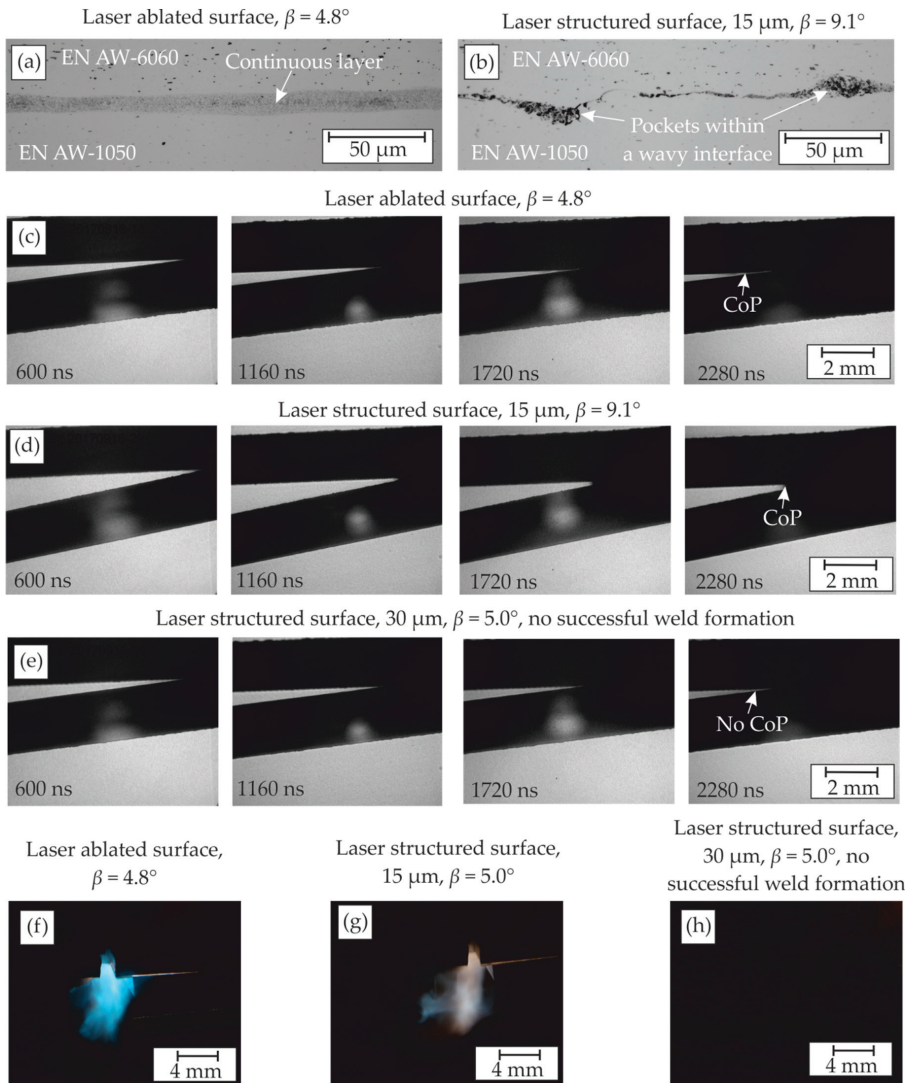 Laser ablated surface, β = 4.8°
Laser structured surface, 15 µm, β = 9.1°
(a)
EN AW-6060
Continuous layer
EN AW-1050
50 µm
(b)
EN AW-6060
Pockets within
a wavy interface
EN AW-1050
50 µm
Laser ablated surface, β = 4.8°
(c)
600 ns
1160 ns
1720 ns
CoP
2280 ns
2 mm
Laser structured surface, 15 µm, β = 9.1°
(d)
600 ns
1160 ns
1720 ns
CoP
2280 ns
2 mm
Laser structured surface, 30 µm, β = 5.0°, no successful weld formation
(e)
600 ns
1160 ns
1720 ns
No CoP
2280 ns
2 mm
Laser ablated surface,
β = 4.8°
(f)
4 mm
Laser structured surface,
15 µm, β = 5.0°
(g)
4 mm
Laser structured surface,
30 µm, β = 5.0°, no
successful weld formation
(h)
4 mm